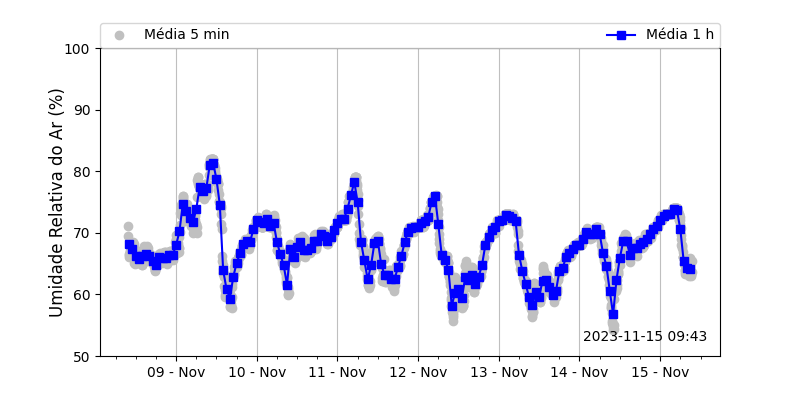 Média 5 min Média 1 h
100
90
80
70
60
50
Umidade Relativa do Ar (%)
2023-11-15 09:43
09 - Nov 10 - Nov 11 - Nov 12 - Nov 13 - Nov 14 - Nov 15 - Nov